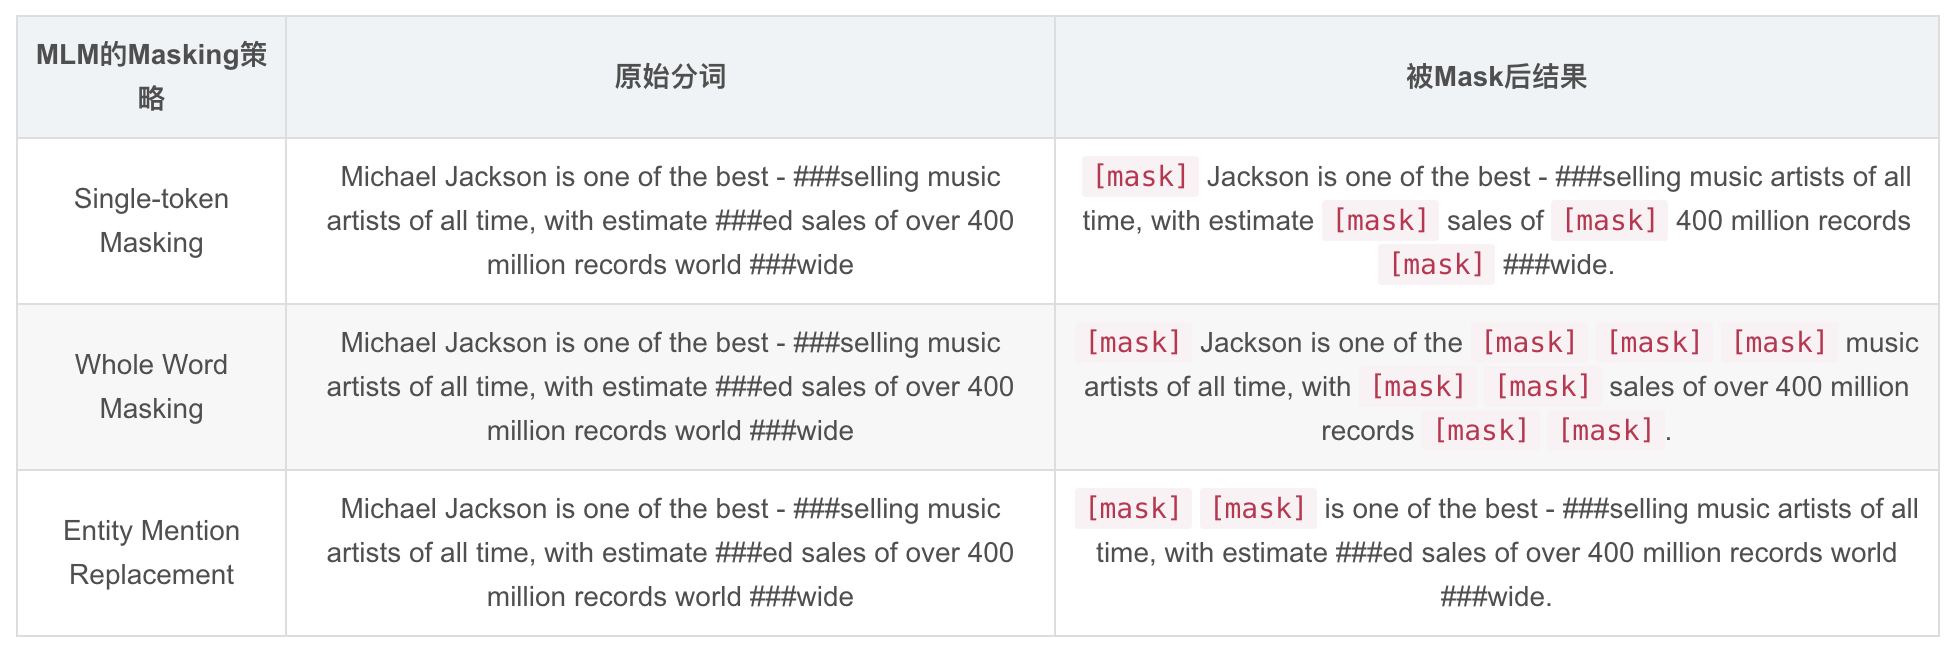 MLM的Masking策
略
原始分词
被Mask后结果
Single-token
Masking
Michael Jackson is one of the best - ###selling music
artists of all time, with estimate ###ed sales of over 400
million records world ###wide
[mask] Jackson is one of the best - ###selling music artists of all
time, with estimate [mask] sales of [mask] 400 million records
[mask] ###wide.
Whole Word
Masking
Michael Jackson is one of the best - ###selling music
artists of all time, with estimate ###ed sales of over 400
million records world ###wide
[mask] Jackson is one of the [mask] [mask] [mask] music
artists of all time, with [mask] [mask] sales of over 400 million
records [mask] [mask] .
Entity Mention
Replacement
Michael Jackson is one of the best - ###selling music
artists of all time, with estimate ###ed sales of over 400
million records world ###wide
[mask] [mask] is one of the best - ###selling music artists of all
time, with estimate ###ed sales of over 400 million records world
###wide.